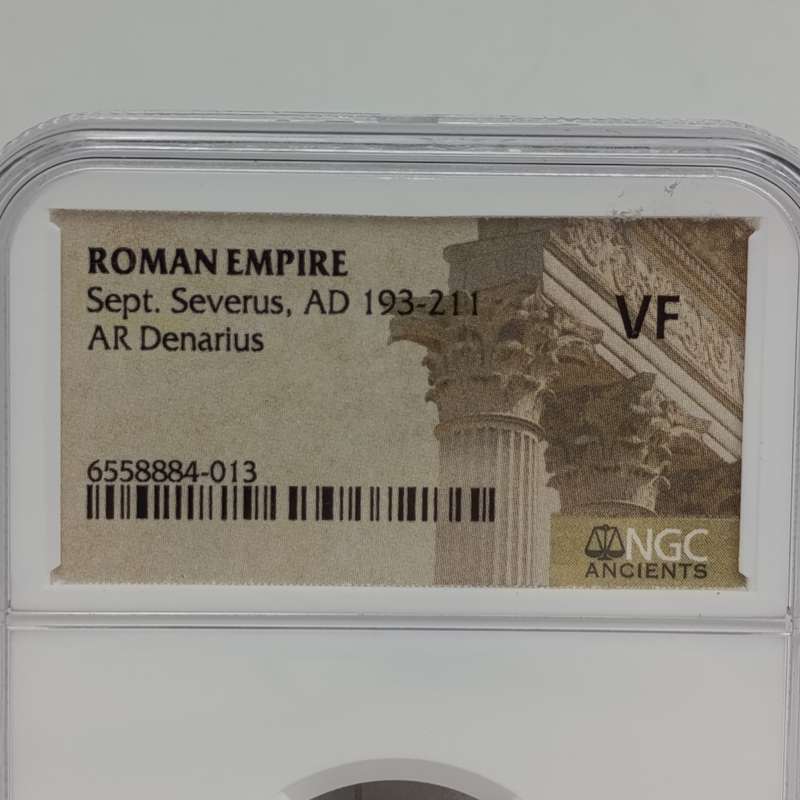 ROMAN EMPIRE
Sept. Severus, AD 193-211
AR Denarius
VF
6558884-013
NGC
ANCIENTS